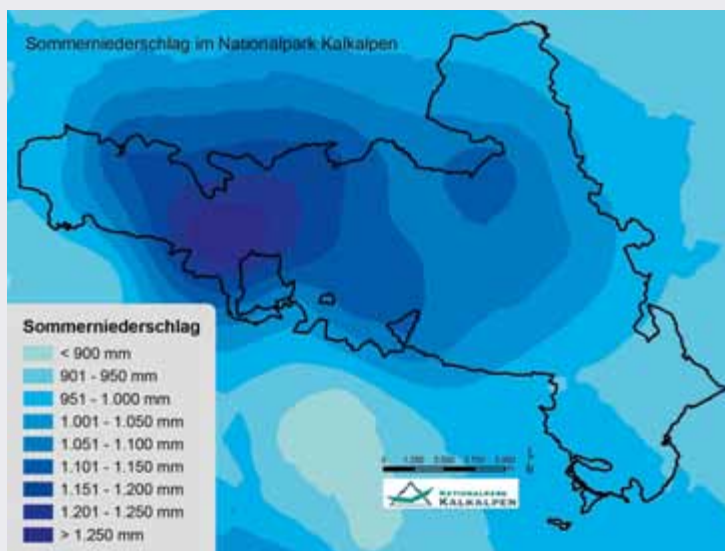 Sommerniederschlag im Nationalpark Kalkalpen
Sommerniederschlag
< 900 mm
901 - 950 mm
951 - 1.000 mm
1.001 - 1.050 mm
1.051 - 1.100 mm
1.101 - 1.150 mm
1.151 - 1.200 mm
1.201 - 1.250 mm
> 1.250 mm
0
NATIONALPARK
KALKALPEN